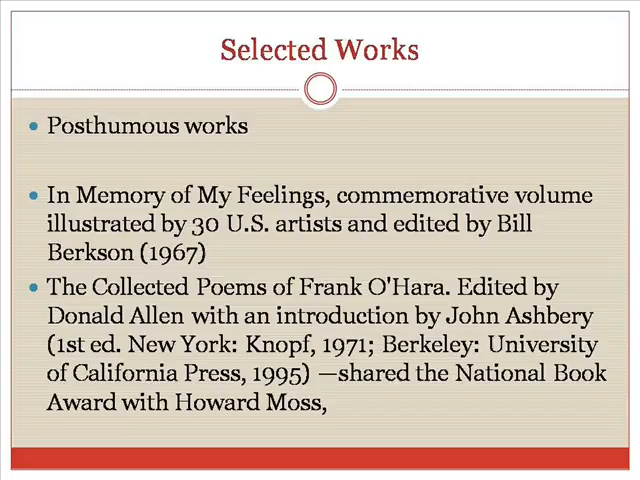 Selected Works
Posthumous works
In Memory of My Feelings, commemorative volume
illustrated by 30 U.S. artists and edited by Bill
Berkson (1967)
The Collected Poems of Frank O'Hara. Edited by
Donald Allen with an introduction by John Ashbery
(1st ed. New York: Knopf, 1971; Berkeley: University
of California Press, 1995) —shared the National Book
Award with Howard Moss,